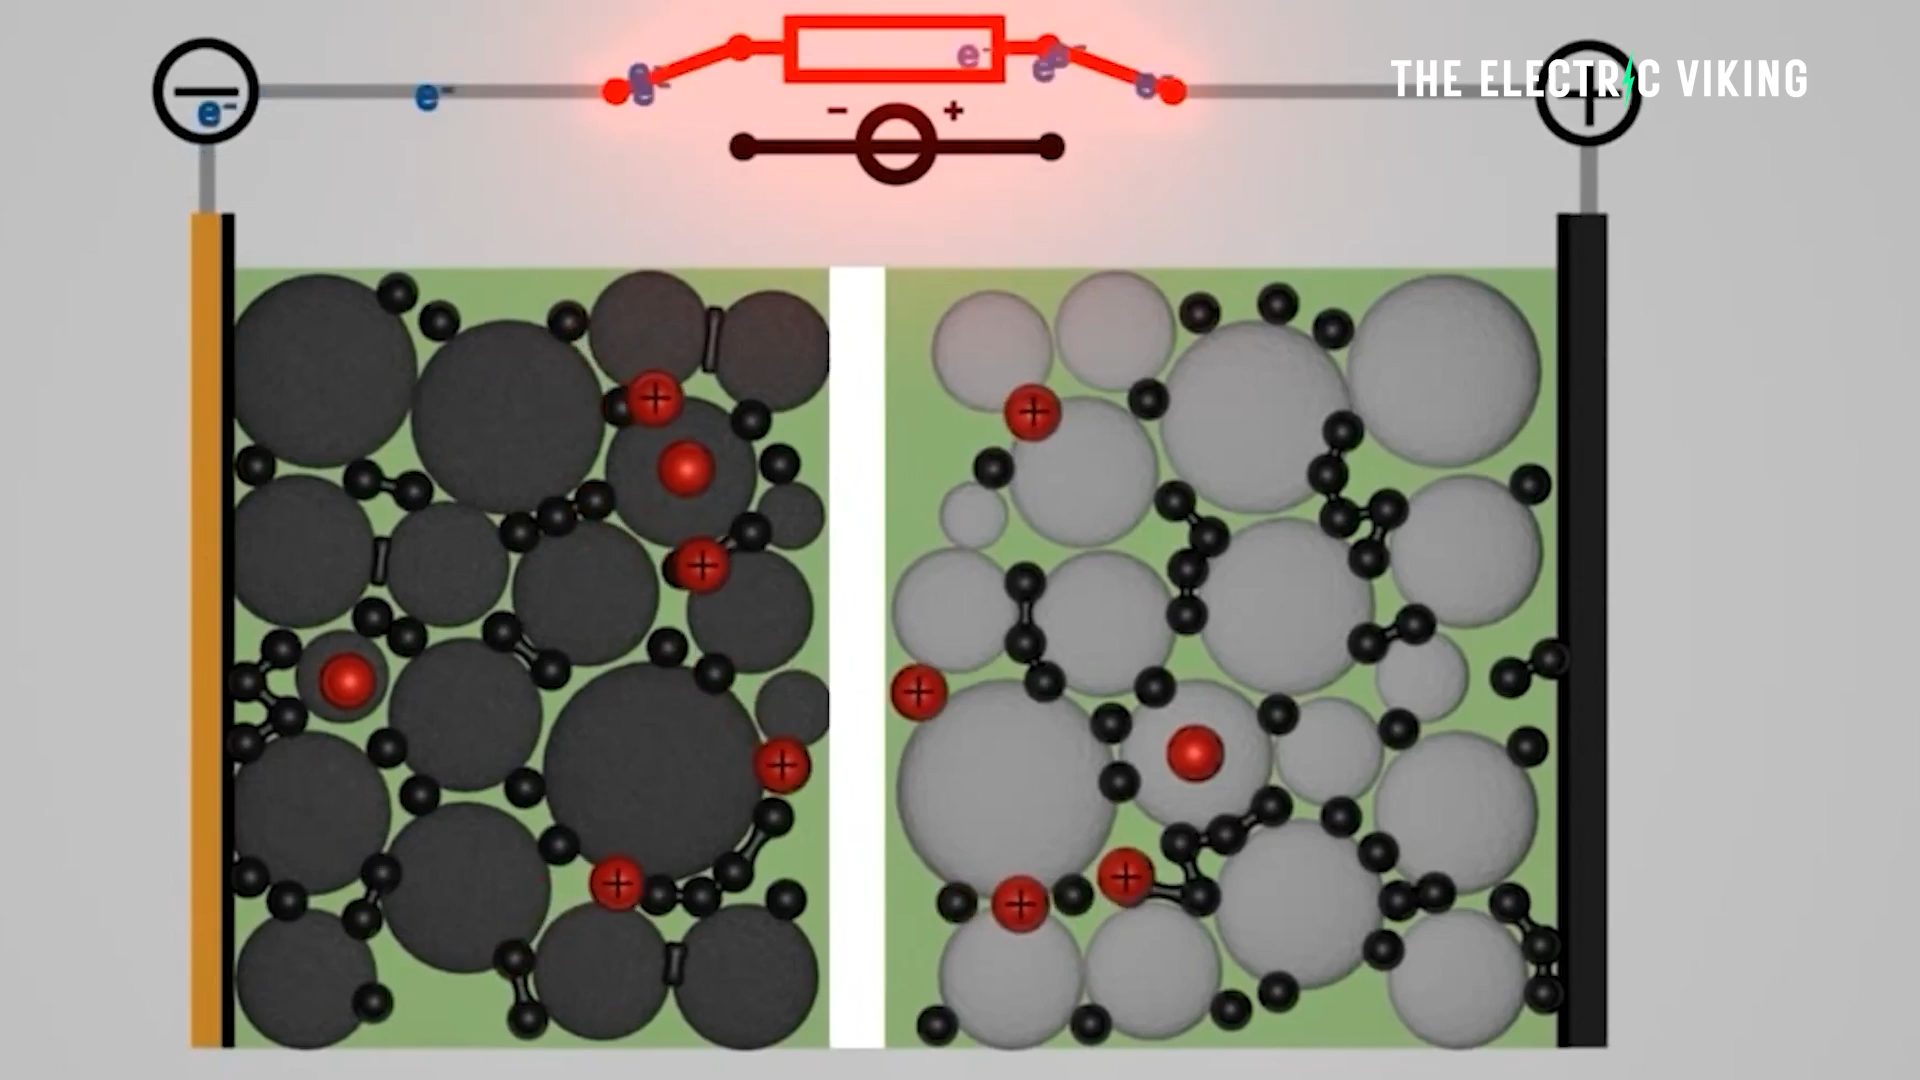 THE ELECTRIC VIKING
e⁻
e⁻
e⁻
e⁻
e⁻
e⁻
− +
+
+
+
+
+
+
+
+